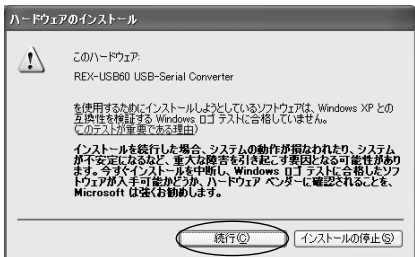 ハードウェアのインストール
このハードウェア:
REX-USB60 USB-Serial Converter
を使用するためにインストールしようとしているソフトウェアは、Windows XP との
互換性を検証する Windows ロゴ テストに合格していません。
(このテストが重要である理由)
インストールを続行した場合、システムの動作が損なわれたり、システム
が不安定になるなど、重大な障害を引き起こす要因となる可能性があり
ます。今すぐインストールを中断し、Windows ロゴ テストに合格したソフ
トウェアが入手可能かどうか、ハードウェア ベンダーに確認されることを、
Microsoft は強くお勧めします。
続行(C)
インストールの停止(S)